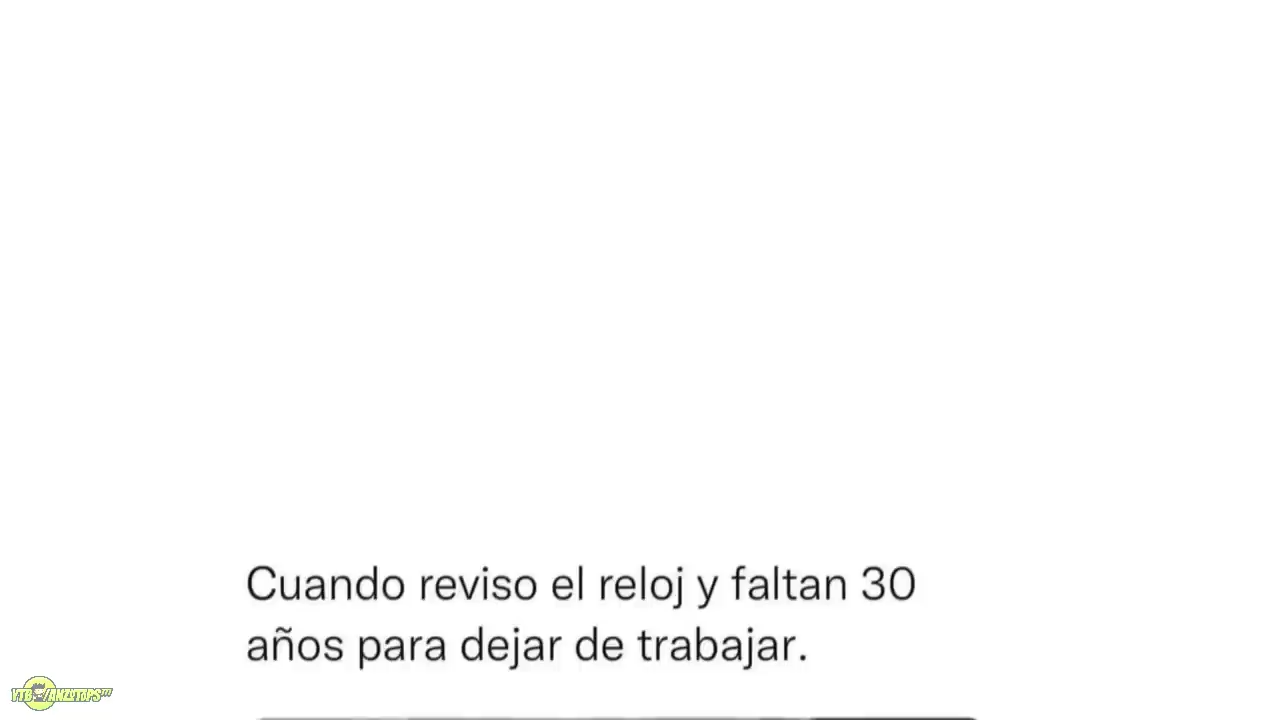 Cuando reviso el reloj y faltan 30
años para dejar de trabajar.